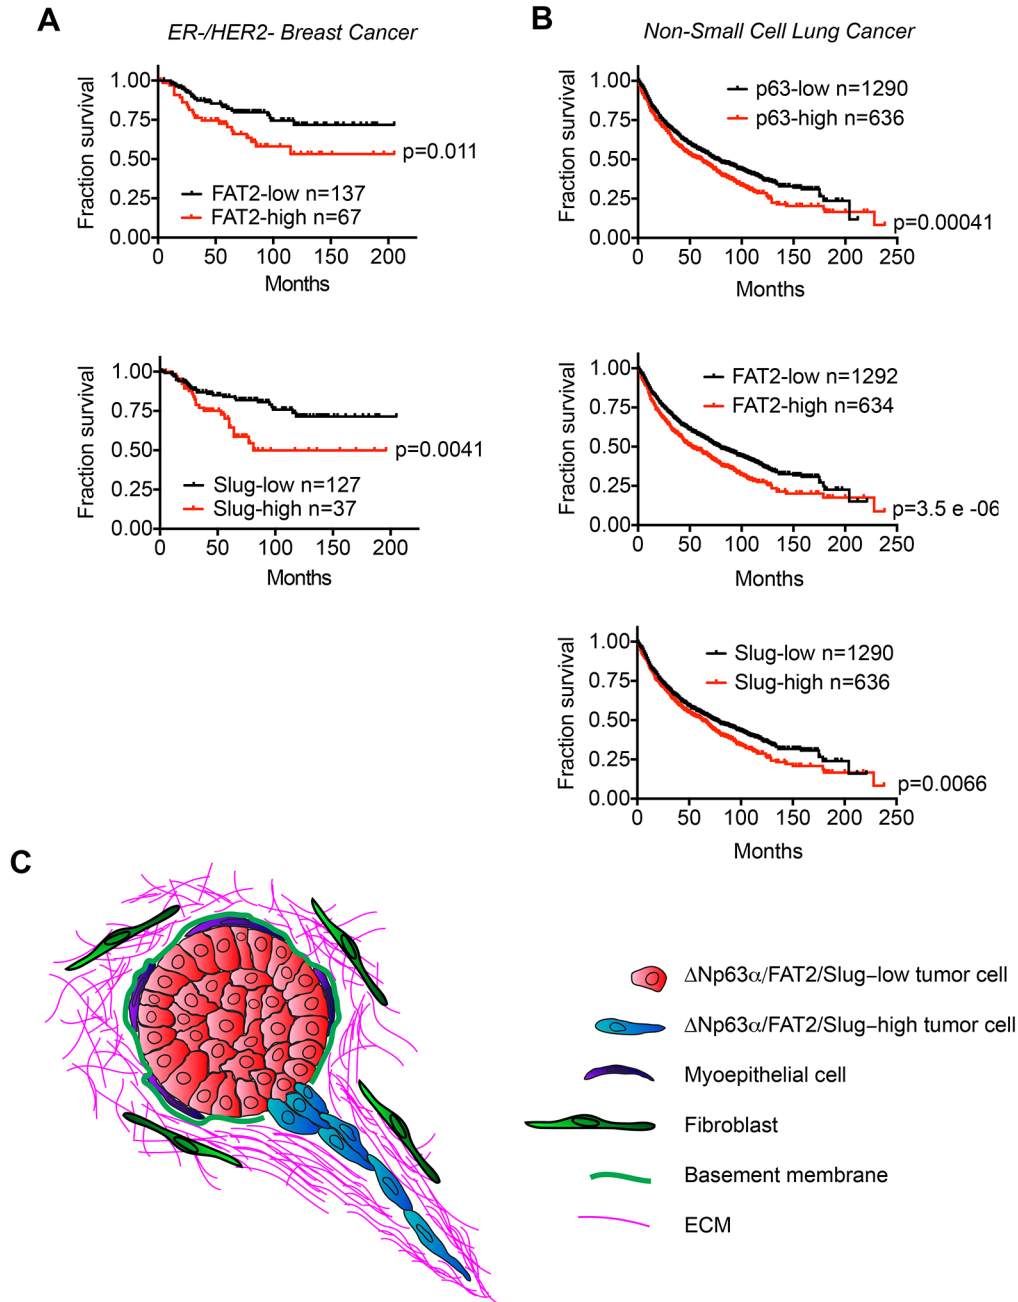 A
ER-/HER2- Breast Cancer
1.00
0.75
0.50
0.25
0.00
Fraction survival
p=0.011
FAT2-low n=137
FAT2-high n=67
0 50 100 150 200
Months
1.00
0.75
0.50
0.25
0.00
Fraction survival
p=0.0041
Slug-low n=127
Slug-high n=37
0 50 100 150 200
Months
B
Non-Small Cell Lung Cancer
1.00
0.75
0.50
0.25
0.00
Fraction survival
p63-low n=1290
p63-high n=636
p=0.00041
0 50 100 150 200 250
Months
1.00
0.75
0.50
0.25
0.00
Fraction survival
FAT2-low n=1292
FAT2-high n=634
p=3.5 e -06
0 50 100 150 200 250
Months
1.00
0.75
0.50
0.25
0.00
Fraction survival
Slug-low n=1290
Slug-high n=636
p=0.0066
0 50 100 150 200 250
Months
C
ΔNp63α/FAT2/Slug–low tumor cell
ΔNp63α/FAT2/Slug–high tumor cell
Myoepithelial cell
Fibroblast
Basement membrane
ECM